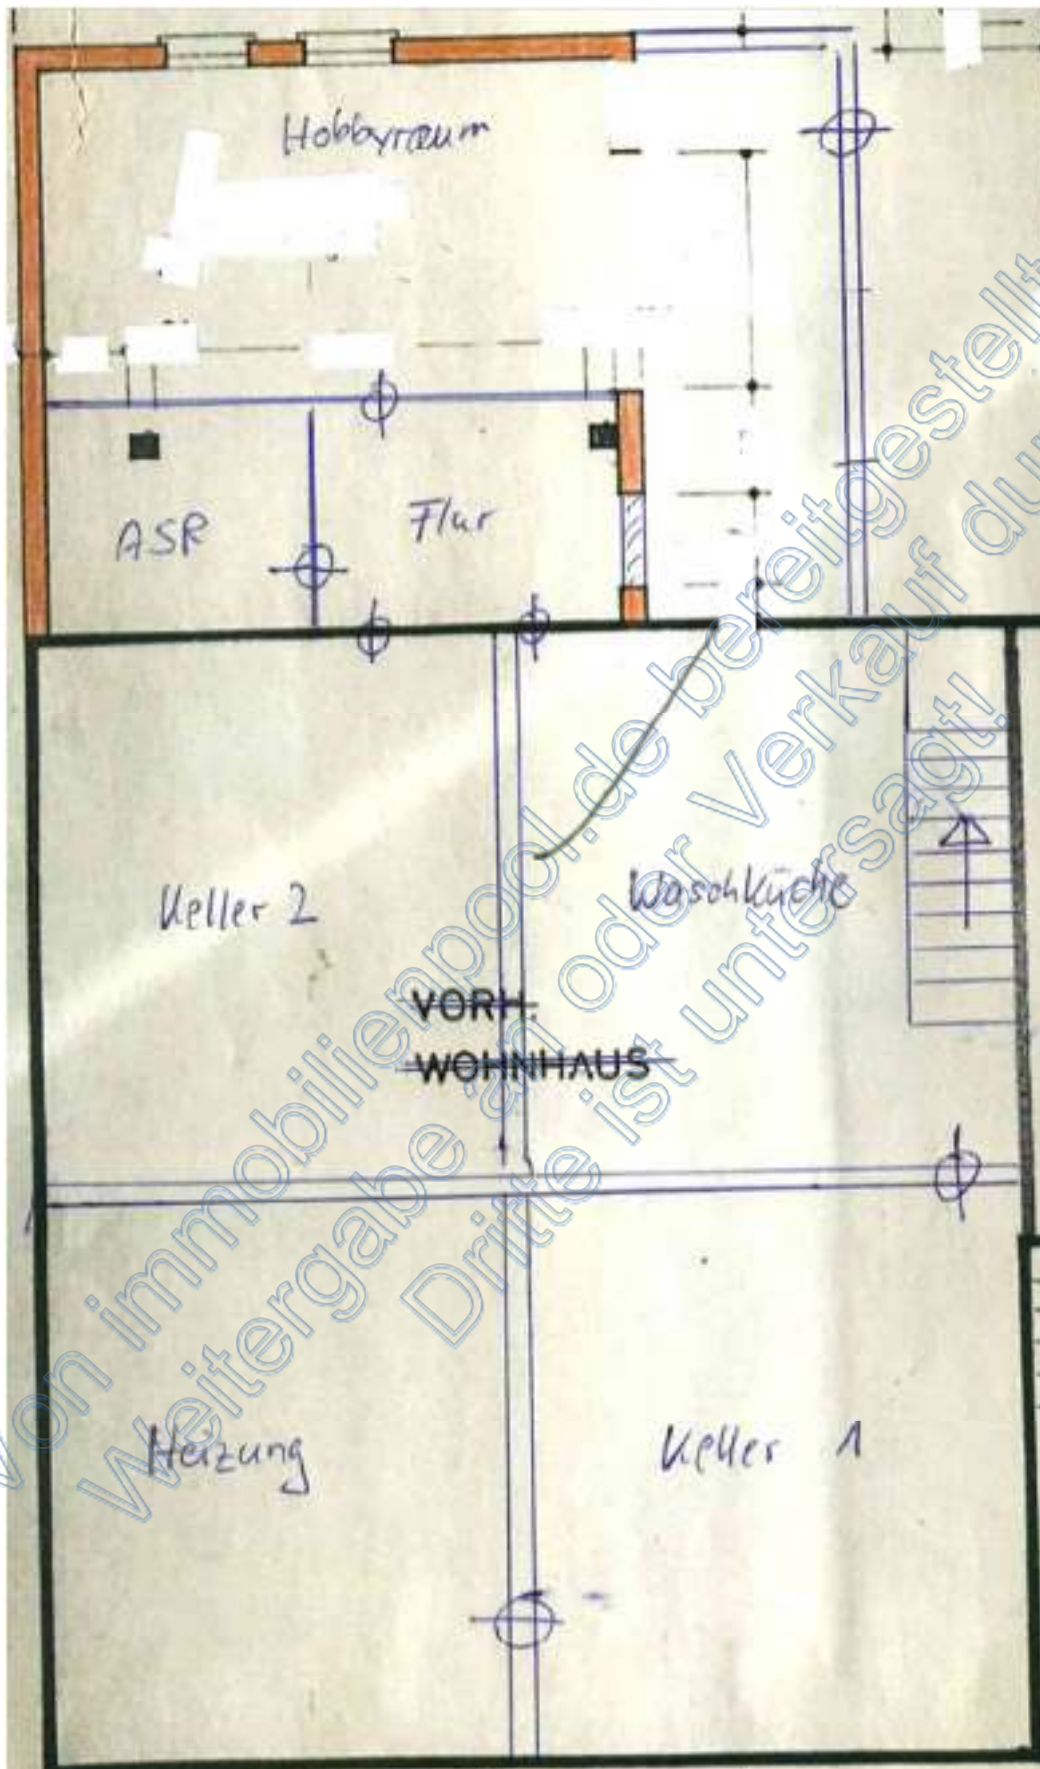 Hobbyraum
ASR
Flur
Keller 2
Waschküche
VORH.
WOHNHAUS
Heizung
Keller 1
von immobilienpool.de bereitgestellt
Weitergabe an oder Verkauf du
Dritte ist untersagt!